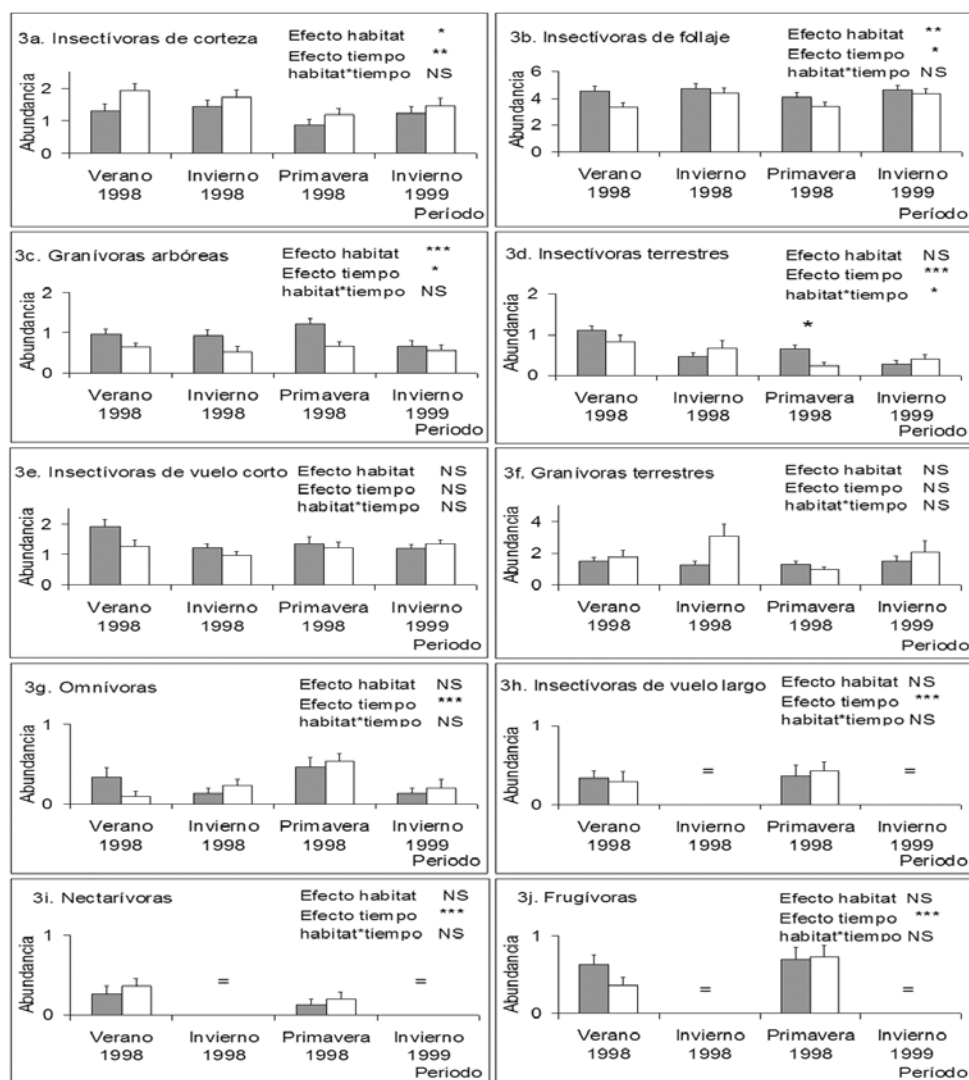 3a. Insectívoras de corteza
Efecto habitat *
Efecto tiempo **
habitat*tiempo NS
Abundancia
2
1
0
Verano 1998
Invierno 1998
Primavera 1998
Invierno 1999
Período
3b. Insectívoras de follaje
Efecto habitat **
Efecto tiempo *
habitat*tiempo NS
Abundancia
6
4
2
0
Verano 1998
Invierno 1998
Primavera 1998
Invierno 1999
Período
3c. Granívoras arbóreas
Efecto habitat ***
Efecto tiempo *
habitat*tiempo NS
Abundancia
2
1
0
Verano 1998
Invierno 1998
Primavera 1998
Invierno 1999
Periodo
3d. Insectívoras terrestres
Efecto habitat NS
Efecto tiempo ***
habitat*tiempo *
Abundancia
2
1
0
*
Verano 1998
Invierno 1998
Primavera 1998
Invierno 1999
Periodo
3e. Insectívoras de vuelo corto
Efecto habitat NS
Efecto tiempo NS
habitat*tiempo NS
Abundancia
2
1
0
Verano 1998
Invierno 1998
Primavera 1998
Invierno 1999
Periodo
3f. Granívoras terrestres
Efecto habitat NS
Efecto tiempo NS
habitat*tiempo NS
Abundancia
4
2
0
Verano 1998
Invierno 1998
Primavera 1998
Invierno 1999
Período
3g. Omnívoras
Efecto habitat NS
Efecto tiempo ***
habitat*tiempo NS
Abundancia
1
0
Verano 1998
Invierno 1998
Primavera 1998
Invierno 1999
Periodo
3h. Insectívoras de vuelo largo
Efecto habitat NS
Efecto tiempo ***
habitat*tiempo NS
Abundancia
1
0
=
=
Verano 1998
Invierno 1998
Primavera 1998
Invierno 1999
Periodo
3i. Nectarívoras
Efecto habitat NS
Efecto tiempo ***
habitat*tiempo NS
Abundancia
1
0
=
=
Verano 1998
Invierno 1998
Primavera 1998
Invierno 1999
Periodo
3j. Frugívoras
Efecto habitat NS
Efecto tiempo ***
habitat*tiempo NS
Abundancia
1
0
=
=
Verano 1998
Invierno 1998
Primavera 1998
Invierno 1999
Período